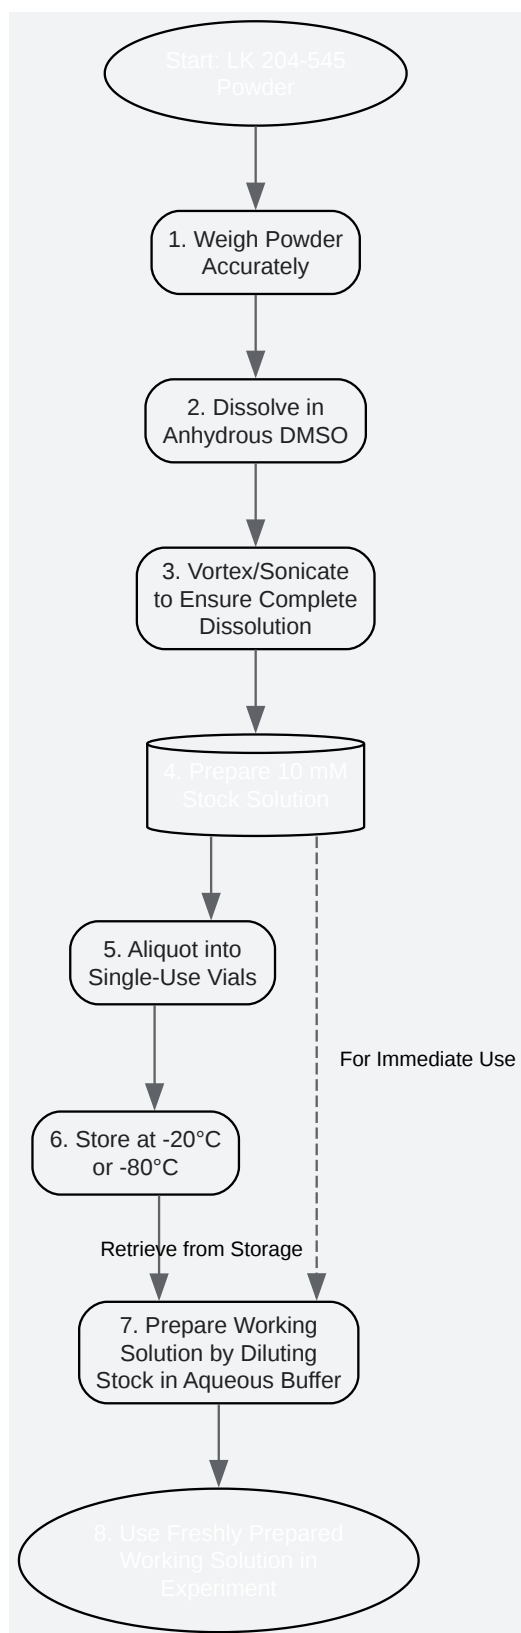 Start: LK 204-545
Powder
1. Weigh Powder
Accurately
2. Dissolve in
Anhydrous DMSO
3. Vortex/Sonicate
to Ensure Complete
Dissolution
4. Prepare 10 mM
Stock Solution
5. Aliquot into
Single-Use Vials
For Immediate Use
6. Store at -20°C
or -80°C
Retrieve from Storage
7. Prepare Working
Solution by Diluting
Stock in Aqueous Buffer
8. Use Freshly Prepared
Working Solution in
Experiment